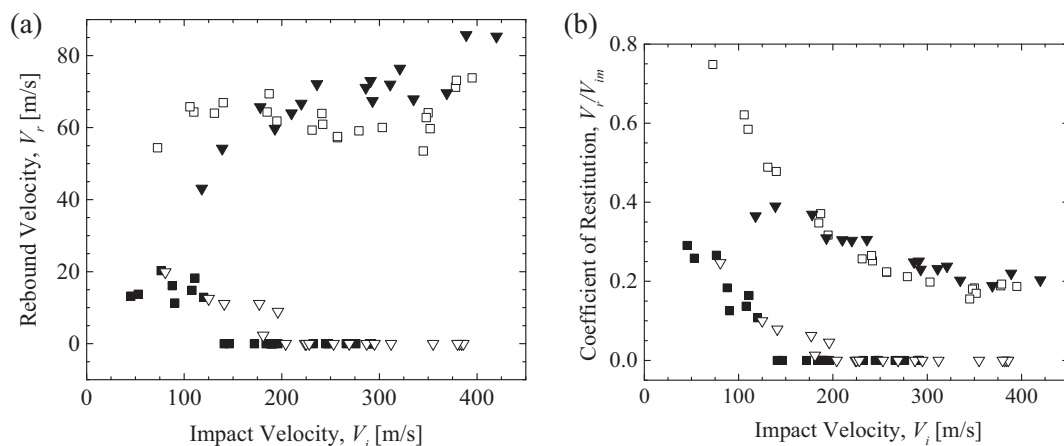 (a)
80
60
40
20
0
Rebound Velocity, V_r [m/s]
0 100 200 300 400
Impact Velocity, V_i [m/s]
(b)
0.8
0.6
0.4
0.2
0.0
Coefficient of Restitution, V_r/V_im
0 100 200 300 400
Impact Velocity, V_i [m/s]